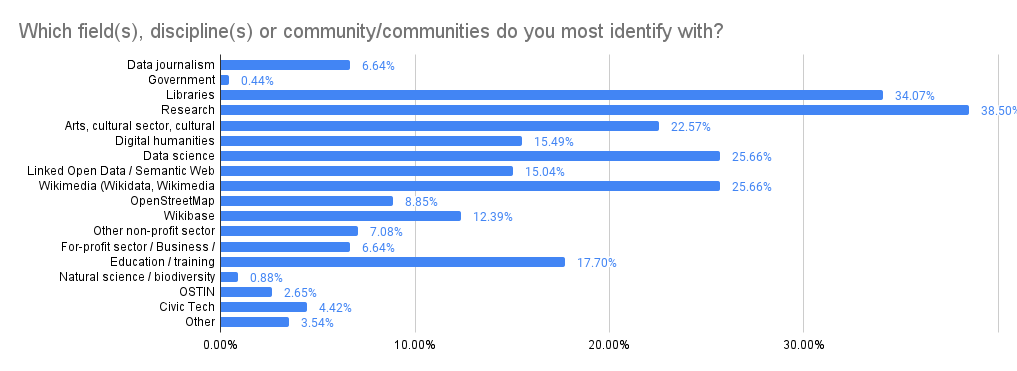 Which field(s), discipline(s) or community/communities do you most identify with?
Data journalism 6.64%
Government 0.44%
Libraries 34.07%
Research 38.50%
Arts, cultural sector, cultural 22.57%
Digital humanities 15.49%
Data science 25.66%
Linked Open Data / Semantic Web 15.04%
Wikimedia (Wikidata, Wikimedia 25.66%
OpenStreetMap 8.85%
Wikibase 12.39%
Other non-profit sector 7.08%
For-profit sector / Business / 6.64%
Education / training 17.70%
Natural science / biodiversity 0.88%
OSTIN 2.65%
Civic Tech 4.42%
Other 3.54%
0.00% 10.00% 20.00% 30.00%